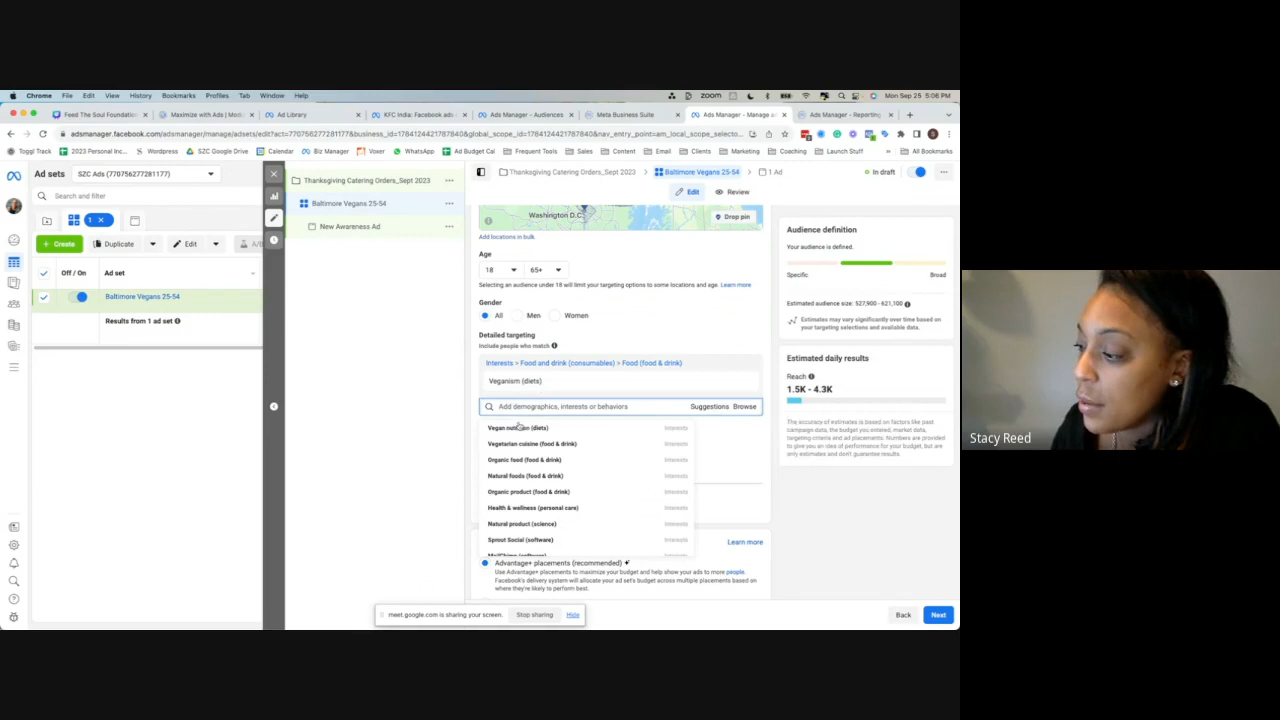 Chrome File Edit View History Bookmarks Profiles Tab Window Help
zoom
Mon Sep 25 5:06 PM
Feed The Soul Foundation
Maximize with Ads | Modi
Ad Library
KFC India: Facebook ads
Ads Manager - Audiences
Meta Business Suite
Ads Manager - Manage a
Ads Manager - Reporting
adsmanager.facebook.com/adsmanager/manage/adsets/edit?act=770756277281177&business_id=1784124421787840&global_scope_id=1784124421787840&nav_entry_point=am_local_scope_selecto...
Toggl Track
2023 Personal Inc...
Wordpress
SZC Google Drive
Calendar
Biz Manager
Voxer
WhatsApp
Ad Budget Cal
Frequent Tools
Sales
Content
Email
Clients
Marketing
Coaching
Launch Stuff
»
All Bookmarks
Ad sets
SZC Ads (770756277281177)
Search and filter
1 ×
+ Create
Duplicate
Edit
A/B
Off / On
Ad set
Baltimore Vegans 25-54
Results from 1 ad set
Thanksgiving Catering Orders_Sept 2023
Baltimore Vegans 25-54
New Awareness Ad
Thanksgiving Catering Orders_Sept 2023 > Baltimore Vegans 25-54 > 1 Ad
In draft
Edit
Review
Washington D.C.
Drop pin
Add locations in bulk
Age
18
65+
Selecting an audience under 18 will limit your targeting options to some locations and age. Learn more
Gender
All
Men
Women
Detailed targeting
Include people who match
Interests > Food and drink (consumables) > Food (food & drink)
Veganism (diets)
Add demographics, interests or behaviors
Suggestions
Browse
Vegan nutrition (diets) Interests
Vegetarian cuisine (food & drink) Interests
Organic food (food & drink) Interests
Natural foods (food & drink) Interests
Organic product (food & drink) Interests
Health & wellness (personal care) Interests
Natural product (science) Interests
Sprout Social (software) Interests
MailChimp (software)
Learn more
Advantage+ placements (recommended)
Use Advantage+ placements to maximize your budget and help show your ads to more people.
Facebook's delivery system will allocate your ad set's budget across multiple placements based on
where they're likely to perform best.
Audience definition
Your audience is defined.
Specific
Broad
Estimated audience size: 527,900 - 621,100
Estimates may vary significantly over time based on
your targeting selections and available data.
Estimated daily results
Reach
1.5K - 4.3K
The accuracy of estimates is based on factors like past
campaign data, the budget you entered, market data,
targeting criteria and ad placements. Numbers are provided
to give you an idea of performance for your budget, but are
only estimates and don't guarantee results.
meet.google.com is sharing your screen.
Stop sharing
Hide
Back
Next
Stacy Reed